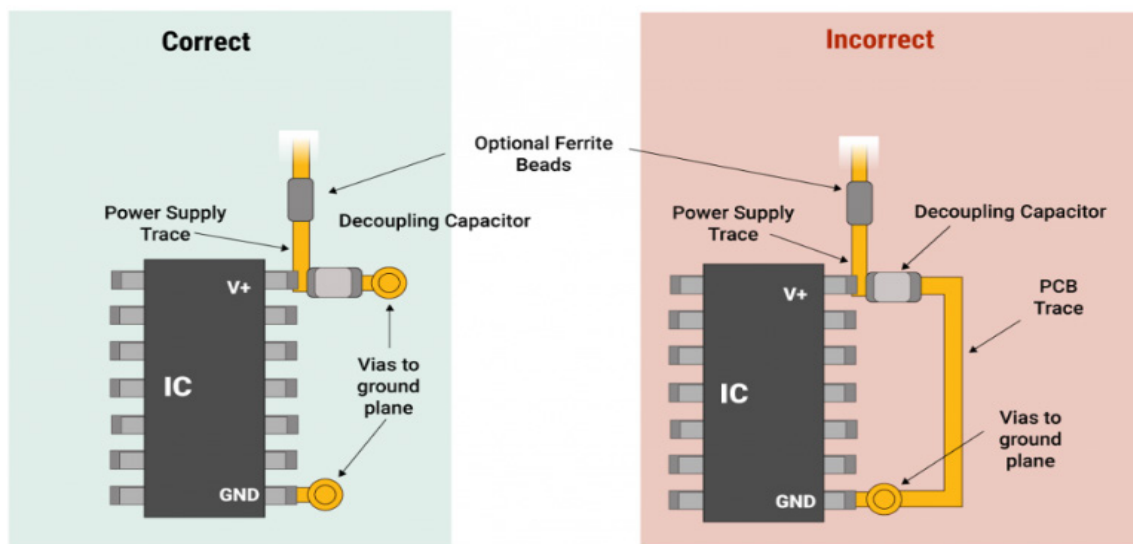 Correct
Incorrect
Optional Ferrite
Beads
Power Supply
Trace
Decoupling Capacitor
V+
IC
GND
Vias to
ground
plane
Power Supply
Trace
Decoupling Capacitor
V+
PCB
Trace
IC
GND
Vias to
ground
plane